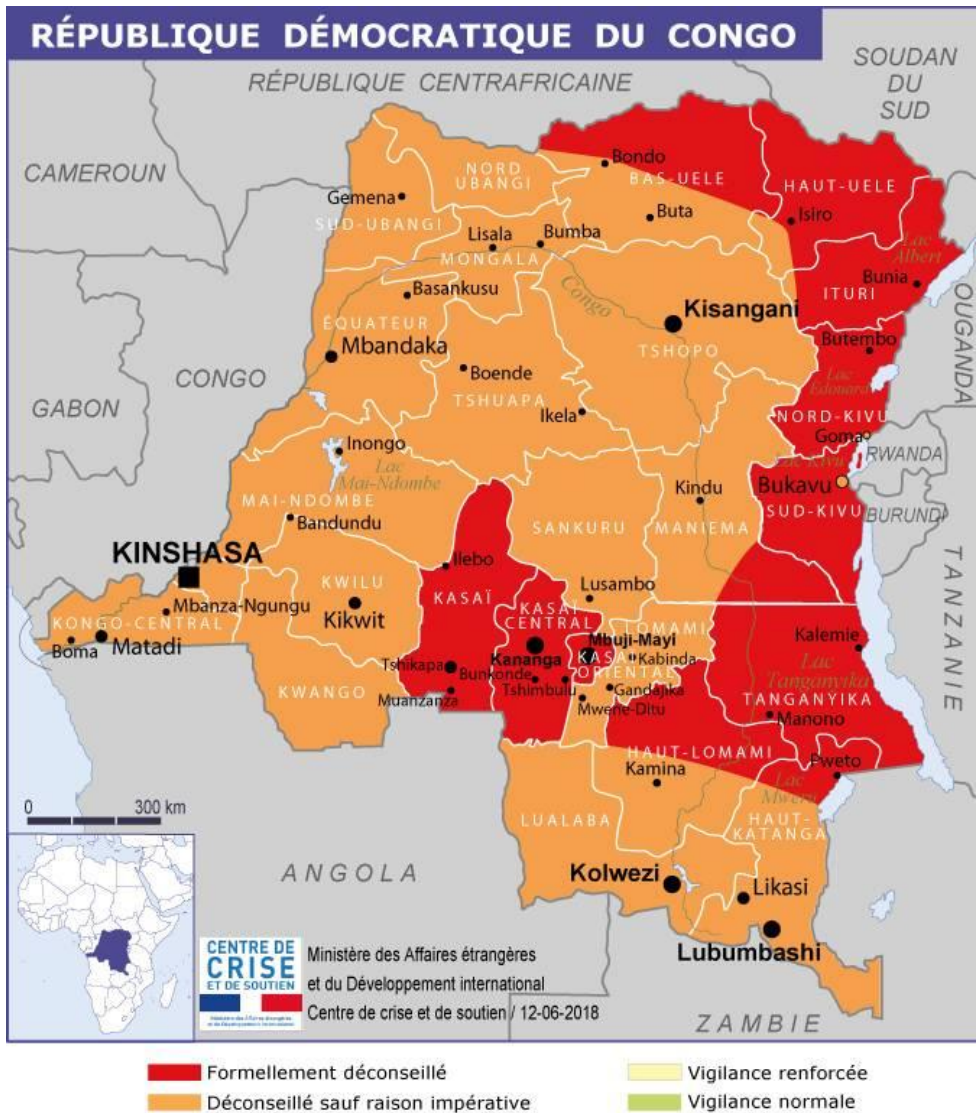 RÉPUBLIQUE DÉMOCRATIQUE DU CONGO
SOUDAN
DU
SUD
RÉPUBLIQUE CENTRAFRICAINE
CAMEROUN
Bondo
NORD
UBANGI
BAS-UELE
HAUT-UELE
Gemena
SUD-UBANGI
Buta
Isiro
Lisala
Bumba
MONGALA
Lac
Albert
Basankusu
Congo
Bunia
ITURI
OUGANDA
Kisangani
ÉQUATEUR
Mbandaka
TSHOPO
Butembo
CONGO
Boende
Lac
Edouard
GABON
TSHUAPA
Ikela
NORD-KIVU
Goma
Inongo
Lac Kivu
RWANDA
Lac
Mai-Ndombe
Bukavu
MAI-NDOMBE
Kindu
SUD-KIVU
BURUNDI
Bandundu
SANKURU
MANIEMA
KINSHASA
Ilebo
KWILU
KASAÏ
KASAÏ
CENTRAL
Lusambo
Mbanza-Ngungu
KONGO-CENTRAL
Kikwit
LOMAMI
TANZANIE
Boma
Matadi
Mbuji-Mayi
Kalemie
Kananga
KASAI
ORIENTAL
Kabinda
Lac
Tanganyika
Tshikapa
Bunkonde
KWANGO
Tshimbulu
Gandajika
TANGANYIKA
Muanzanza
Mwene-Ditu
Manono
HAUT-LOMAMI
Pweto
Kamina
Lac
Mweru
0 300 km
LUALABA
HAUT-
KATANGA
ANGOLA
Kolwezi
Likasi
Lubumbashi
CENTRE DE
CRISE
ET DE SOUTIEN
Ministère des Affaires étrangères
et du Développement international
Centre de crise et de soutien / 12-06-2018
ZAMBIE
Formellement déconseillé
Vigilance renforcée
Déconseillé sauf raison impérative
Vigilance normale